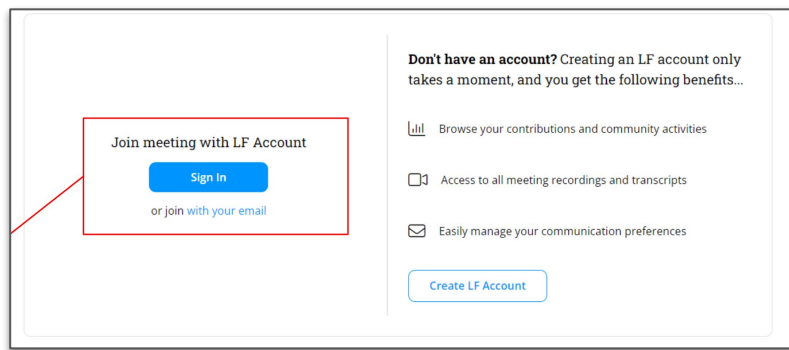 Join meeting with LF Account
Sign In
or join with your email
Don't have an account? Creating an LF account only
takes a moment, and you get the following benefits...
Browse your contributions and community activities
Access to all meeting recordings and transcripts
Easily manage your communication preferences
Create LF Account